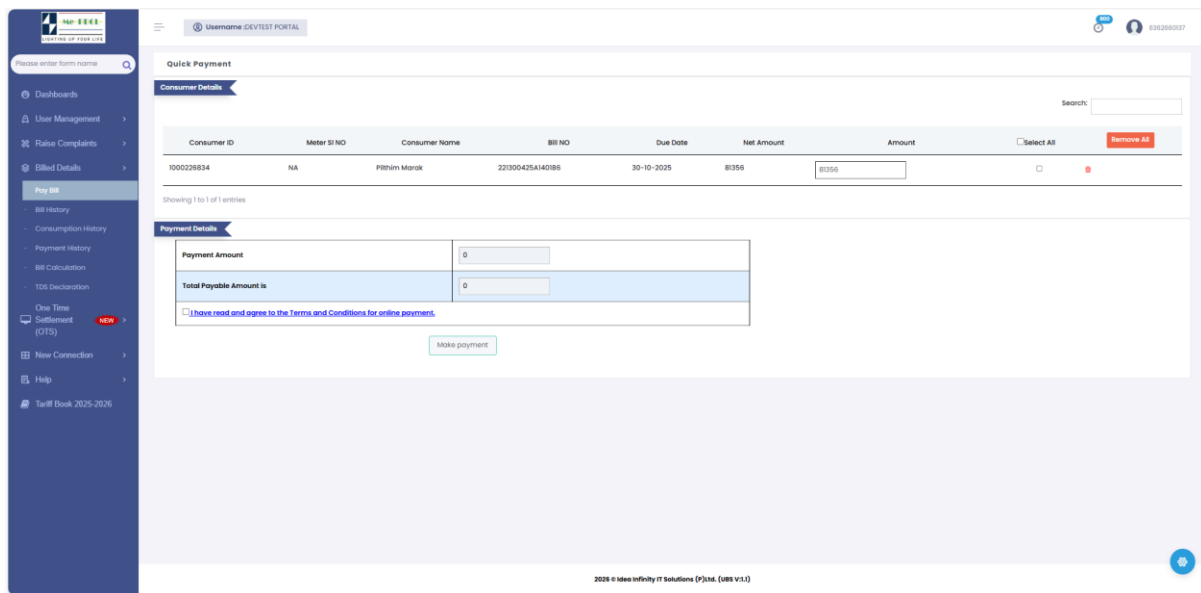 Me-PDCL
LIGHTING UP YOUR LIFE
Please enter form name
Dashboards
User Management
Raise Complaints
Billed Details
Pay Bill
- Bill History
- Consumption History
- Payment History
- Bill Calculation
- TDS Declaration
One Time
Settlement NEW
(OTS)
New Connection
Help
Tariff Book 2025-2026
Username :DEVTEST PORTAL
600
6362660137
Quick Payment
Consumer Details
Search:
Consumer ID Meter Sl NO Consumer Name Bill NO Due Date Net Amount Amount Select All Remove All
1000226834 NA Pilthim Marak 221300425A140186 30-10-2025 81356 81356
Showing 1 to 1 of 1 entries
Payment Details
Payment Amount 0
Total Payable Amount is 0
I have read and agree to the Terms and Conditions for online payment.
Make payment
2026 © Idea Infinity IT Solutions (P)Ltd. (UBS V:1.1)